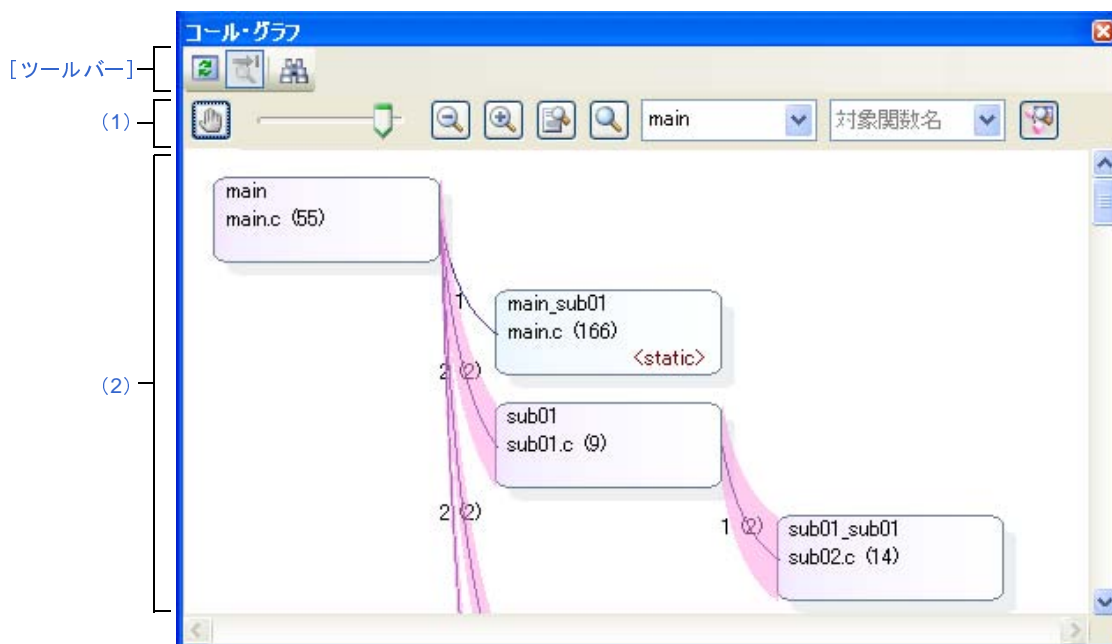 コール・グラフ
[ツールバー]
(1)
main
対象関数名
(2)
main
main.c (55)
1
main_sub01
main.c (166)
<static>
2 (2)
sub01
sub01.c (9)
2 (2)
1 (2)
sub01_sub01
sub02.c (14)